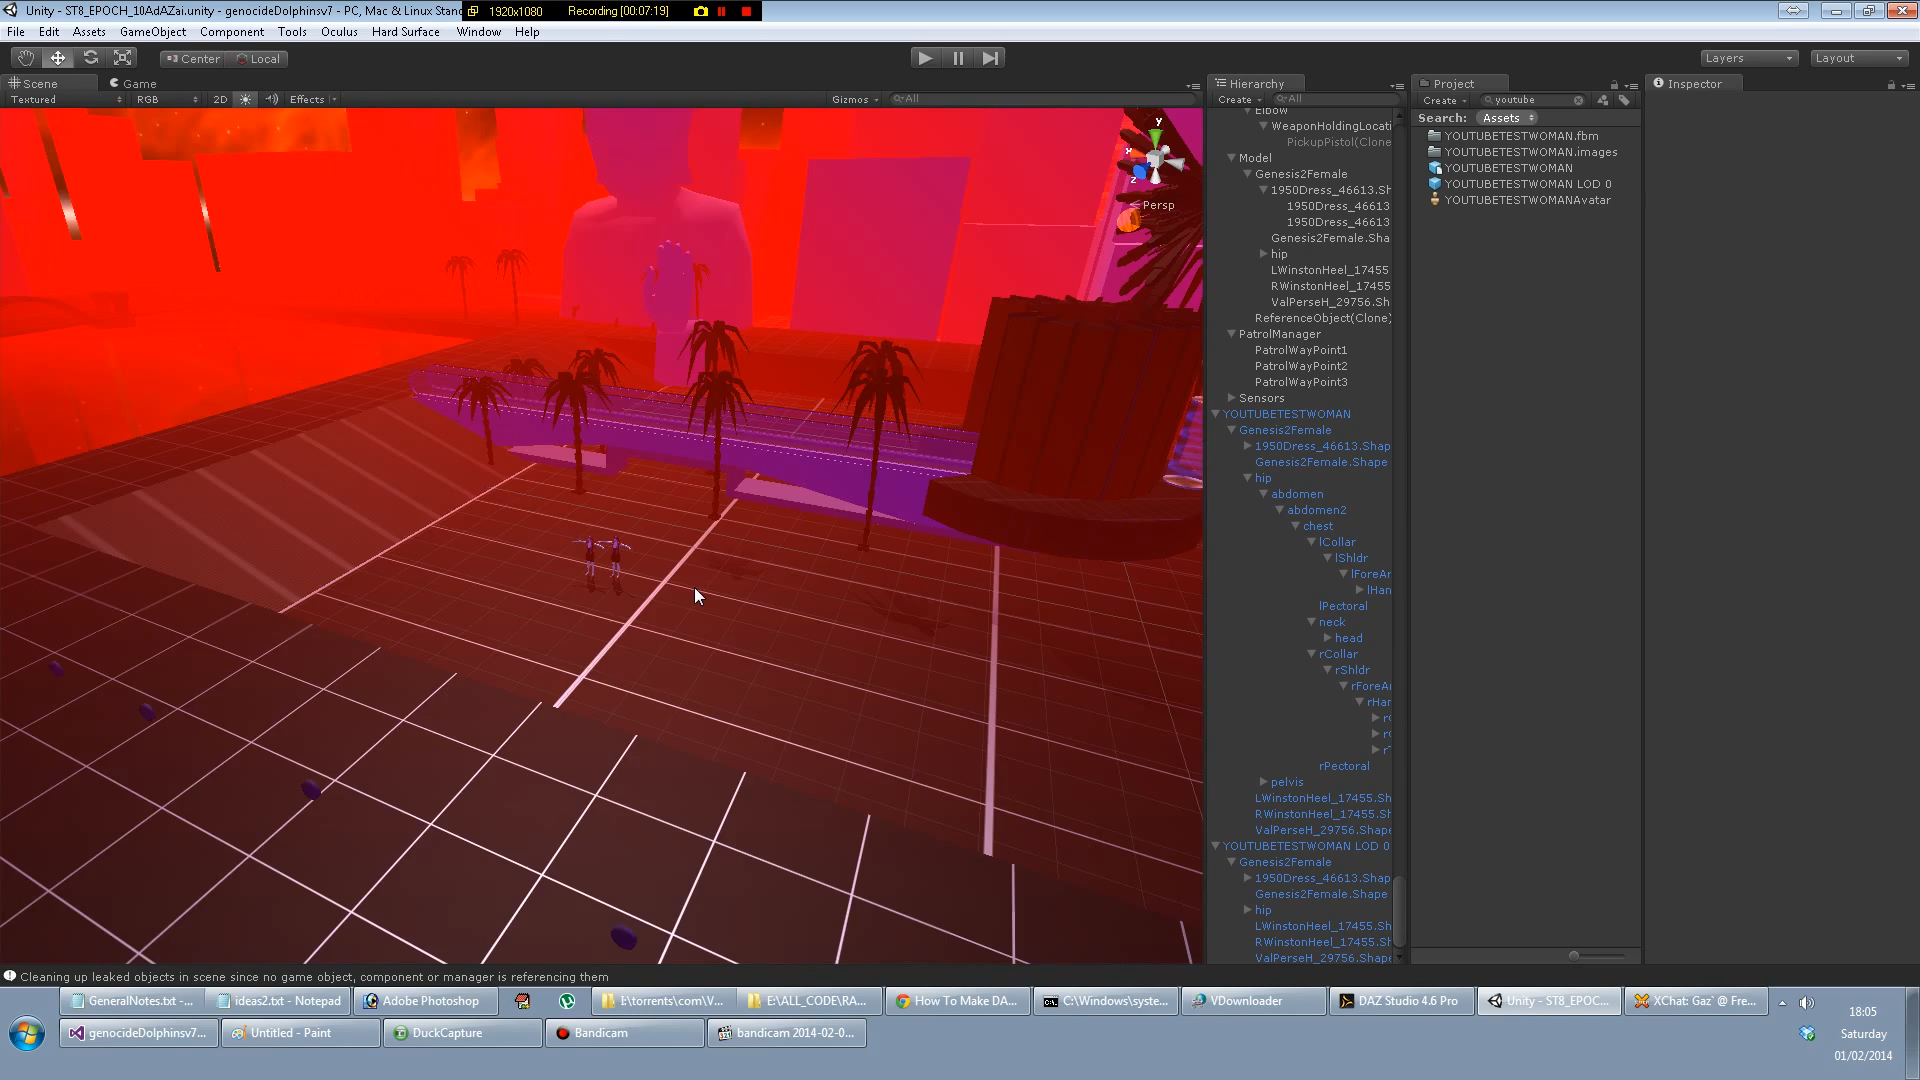 Unity - ST8_EPOCH_10AdAZai.unity - genocideDolphinsv7 - PC, Mac & Linux Stanc
1920x1080 Recording [00:07:19]
File Edit Assets GameObject Component Tools Oculus Hard Surface Window Help
Center Local
Layers Layout
Scene Game
Textured RGB 2D Effects Gizmos All
Hierarchy
Create All
Elbow
WeaponHoldingLocati
PickupPistol(Clone
Model
Genesis2Female
1950Dress_46613.Sh
1950Dress_46613
1950Dress_46613
Genesis2Female.Sha
hip
LWinstonHeel_17455
RWinstonHeel_17455
ValPerseH_29756.Sh
ReferenceObject(Clone)
PatrolManager
PatrolWayPoint1
PatrolWayPoint2
PatrolWayPoint3
Sensors
YOUTUBETESTWOMAN
Genesis2Female
1950Dress_46613.Shap
Genesis2Female.Shape
hip
abdomen
abdomen2
chest
lCollar
lShldr
lForeAr
lHan
lPectoral
neck
head
rCollar
rShldr
rForeAr
rHar
rPectoral
pelvis
LWinstonHeel_17455.Sh
RWinstonHeel_17455.Sh
ValPerseH_29756.Shape
YOUTUBETESTWOMAN LOD 0
Genesis2Female
1950Dress_46613.Shap
Genesis2Female.Shape
hip
LWinstonHeel_17455.Sh
RWinstonHeel_17455.Sh
ValPerseH_29756.Shape
Project
Create youtube
Search: Assets
YOUTUBETESTWOMAN.fbm
YOUTUBETESTWOMAN.images
YOUTUBETESTWOMAN
YOUTUBETESTWOMAN LOD 0
YOUTUBETESTWOMANAvatar
Inspector
y
x
z
Persp
Cleaning up leaked objects in scene since no game object, component or manager is referencing them
GeneralNotes.txt -... ideas2.txt - Notepad Adobe Photoshop I:\torrents\com\V... E:\ALL_CODE\RA... How To Make DA... C:\Windows\syste... VDownloader DAZ Studio 4.6 Pro Unity - ST8_EPOC... XChat: Gaz` @ Fre...
genocideDolphinsv7... Untitled - Paint DuckCapture Bandicam bandicam 2014-02-0...
18:05
Saturday
01/02/2014